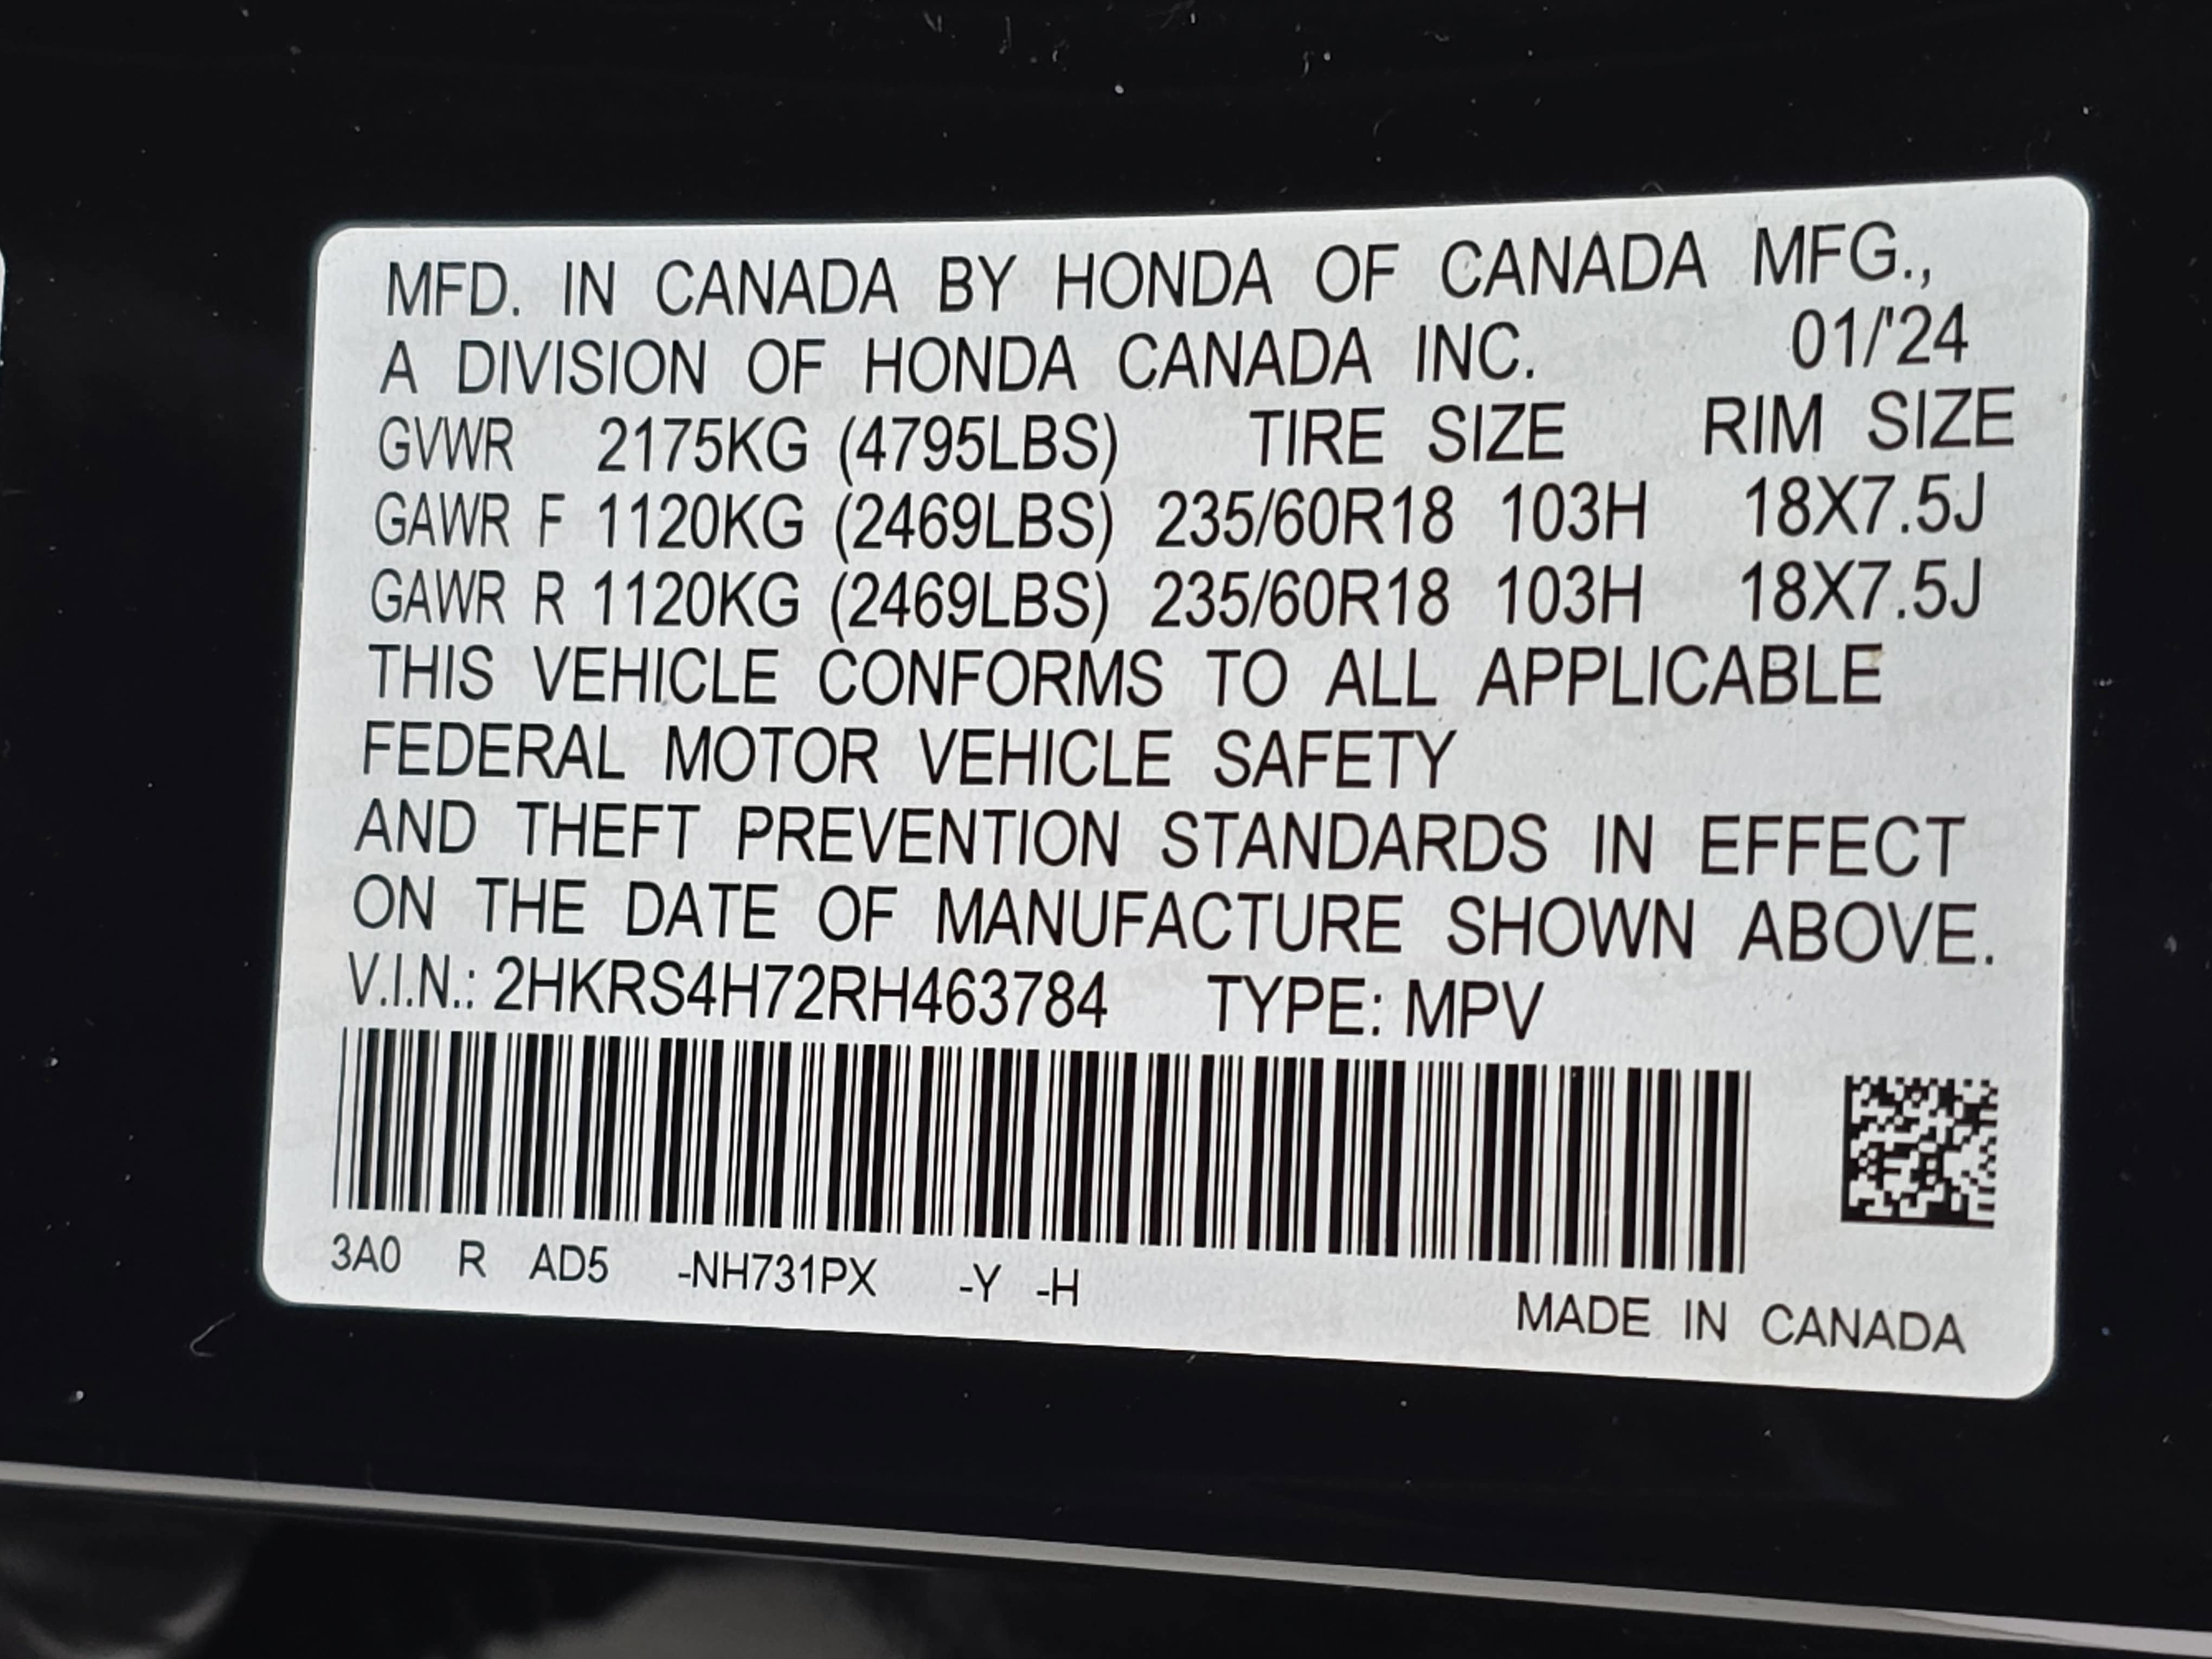 MFD. IN CANADA BY HONDA OF CANADA MFG.,
A DIVISION OF HONDA CANADA INC. 01/'24
GVWR 2175KG (4795LBS) TIRE SIZE RIM SIZE
GAWR F 1120KG (2469LBS) 235/60R18 103H 18X7.5J
GAWR R 1120KG (2469LBS) 235/60R18 103H 18X7.5J
THIS VEHICLE CONFORMS TO ALL APPLICABLE
FEDERAL MOTOR VEHICLE SAFETY
AND THEFT PREVENTION STANDARDS IN EFFECT
ON THE DATE OF MANUFACTURE SHOWN ABOVE.
V.I.N.: 2HKRS4H72RH463784 TYPE: MPV
3A0 R AD5 -NH731PX -Y -H
MADE IN CANADA